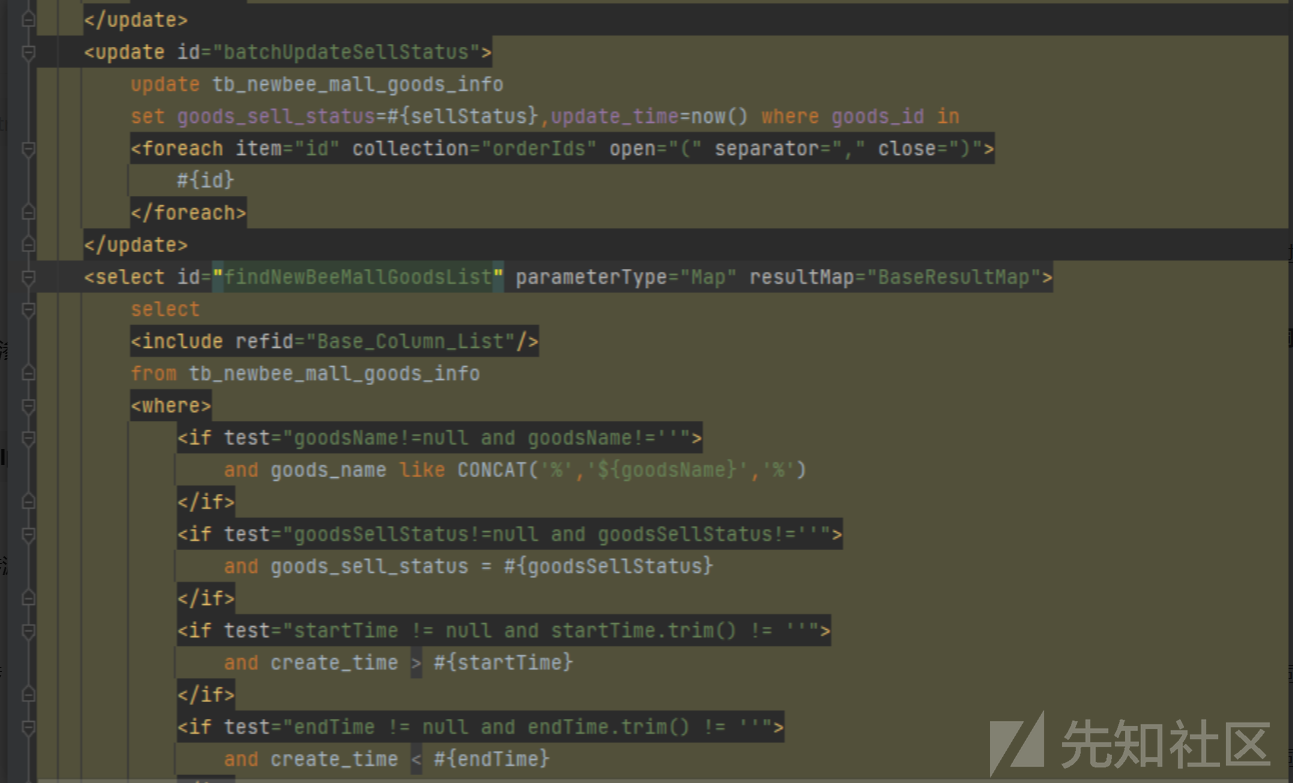 </update>
<update id="batchUpdateSellStatus">
update tb_newbee_mall_goods_info
set goods_sell_status=#{sellStatus},update_time=now() where goods_id in
<foreach item="id" collection="orderIds" open="(" separator="," close=")">
#{id}
</foreach>
</update>
<select id="findNewBeeMallGoodsList" parameterType="Map" resultMap="BaseResultMap">
select
<include refid="Base_Column_List"/>
from tb_newbee_mall_goods_info
<where>
<if test="goodsName!=null and goodsName!=''">
and goods_name like CONCAT('%','${goodsName}','%')
</if>
<if test="goodsSellStatus!=null and goodsSellStatus!=''">
and goods_sell_status = #{goodsSellStatus}
</if>
<if test="startTime != null and startTime.trim() != ''">
and create_time > #{startTime}
</if>
<if test="endTime != null and endTime.trim() != ''">
and create_time < #{endTime}
先知社区